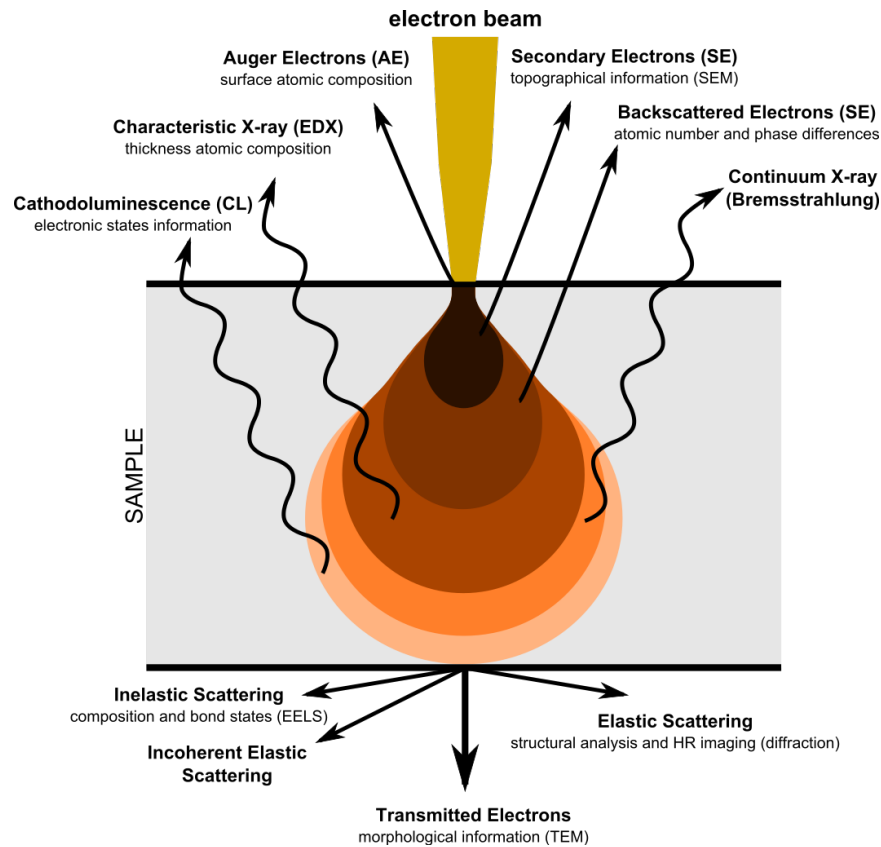 electron beam
Auger Electrons (AE)
surface atomic composition
Secondary Electrons (SE)
topographical information (SEM)
Characteristic X-ray (EDX)
thickness atomic composition
Backscattered Electrons (SE)
atomic number and phase differences
Cathodoluminescence (CL)
electronic states information
Continuum X-ray
(Bremsstrahlung)
SAMPLE
Inelastic Scattering
composition and bond states (EELS)
Incoherent Elastic
Scattering
Elastic Scattering
structural analysis and HR imaging (diffraction)
Transmitted Electrons
morphological information (TEM)